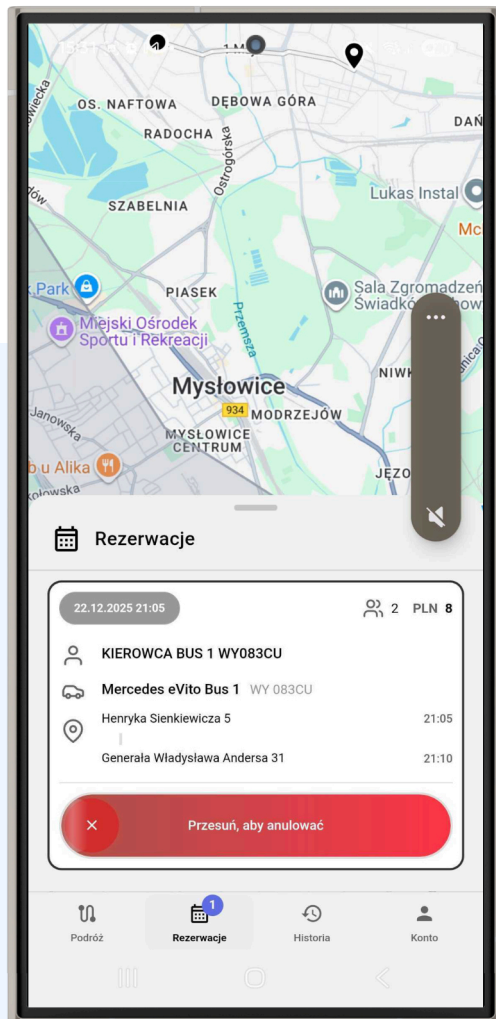 OS. NAFTOWA
DĘBOWA GÓRA
DAŃ
RADOCHA
Ostrogórska
SZABELNIA
Lukas Instal
Mc
Park
PIASEK
Sala Zgromadzeń
Miejski Ośrodek
Sportu i Rekreacji
Przemsza
Mysłowice
934
MODRZEJÓW
NIWK
Janowska
MYSŁOWICE
CENTRUM
b u Alika
JĘZO
Rezerwacje
22.12.2025 21:05
2 PLN 8
KIEROWCA BUS 1 WY083CU
Mercedes eVito Bus 1 WY 083CU
Henryka Sienkiewicza 5 21:05
Generała Władysława Andersa 31 21:10
Przesuń, aby anulować
1
Podróż
Rezerwacje
Historia
Konto